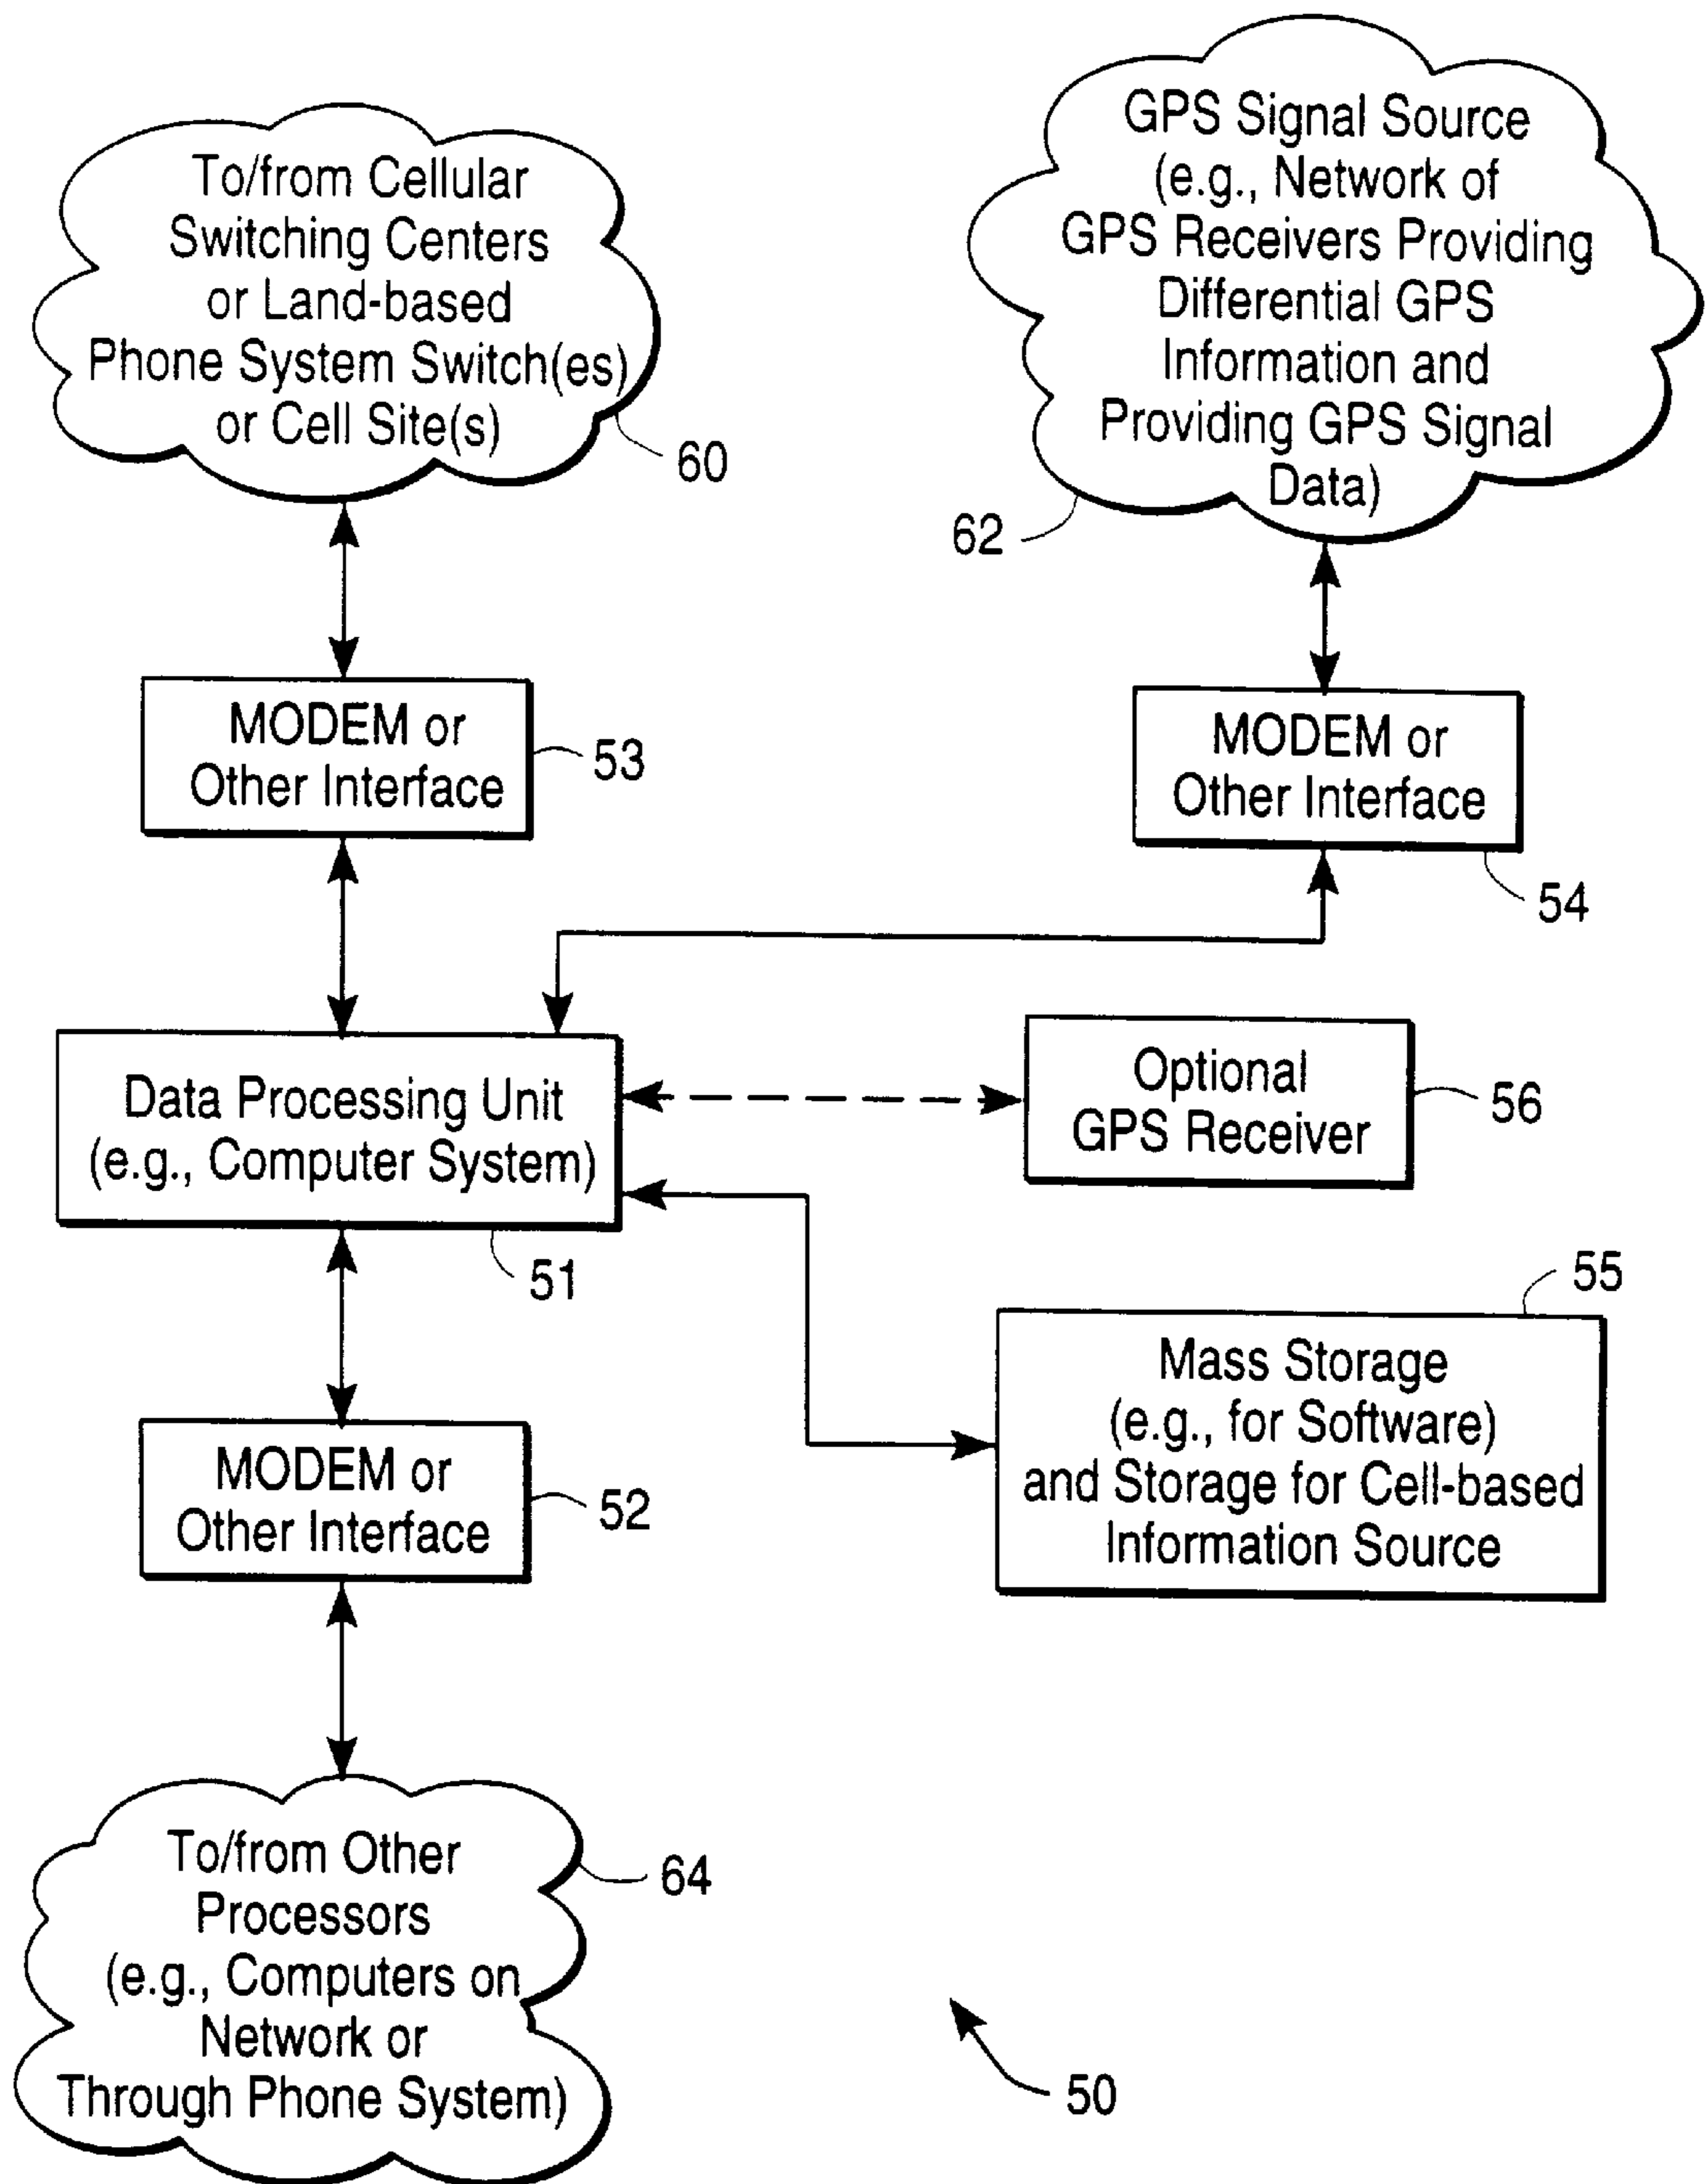 To/from Cellular
Switching Centers
or Land-based
Phone System Switch(es)
or Cell Site(s)
60
GPS Signal Source
(e.g., Network of
GPS Receivers Providing
Differential GPS
Information and
Providing GPS Signal
Data)
62
MODEM or
Other Interface
53
MODEM or
Other Interface
54
Data Processing Unit
(e.g., Computer System)
51
Optional
GPS Receiver
56
55
Mass Storage
(e.g., for Software)
and Storage for Cell-based
Information Source
MODEM or
Other Interface
52
To/from Other
Processors
(e.g., Computers on
Network or
Through Phone System)
64
50